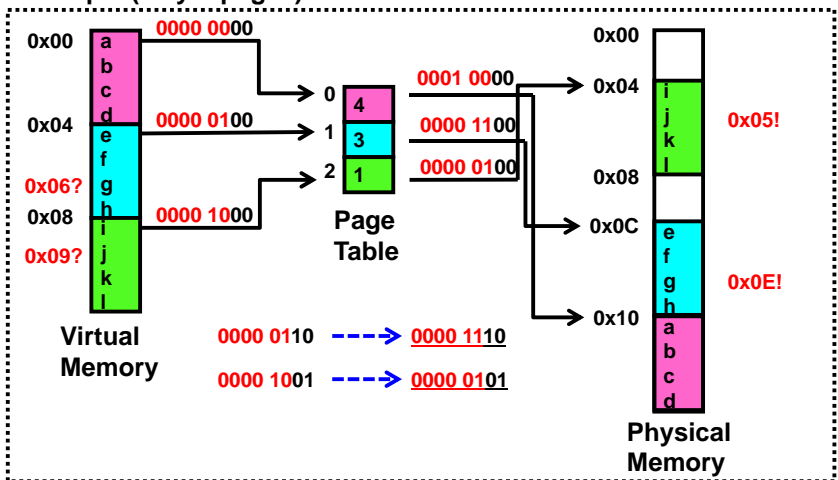 0x00
a
b
c
d
0x04
e
f
0x06?
g
h
0x08
i
0x09?
j
k
l
Virtual
Memory
0000 0000
0000 0100
0000 1000
0
4
1
3
2
1
Page
Table
0001 0000
0000 1100
0000 0100
0000 0110
0000 1110
0000 1001
0000 0101
0x00
0x04
i
j
0x05!
k
l
0x08
0x0C
e
f
g
0x0E!
h
0x10
a
b
c
d
Physical
Memory